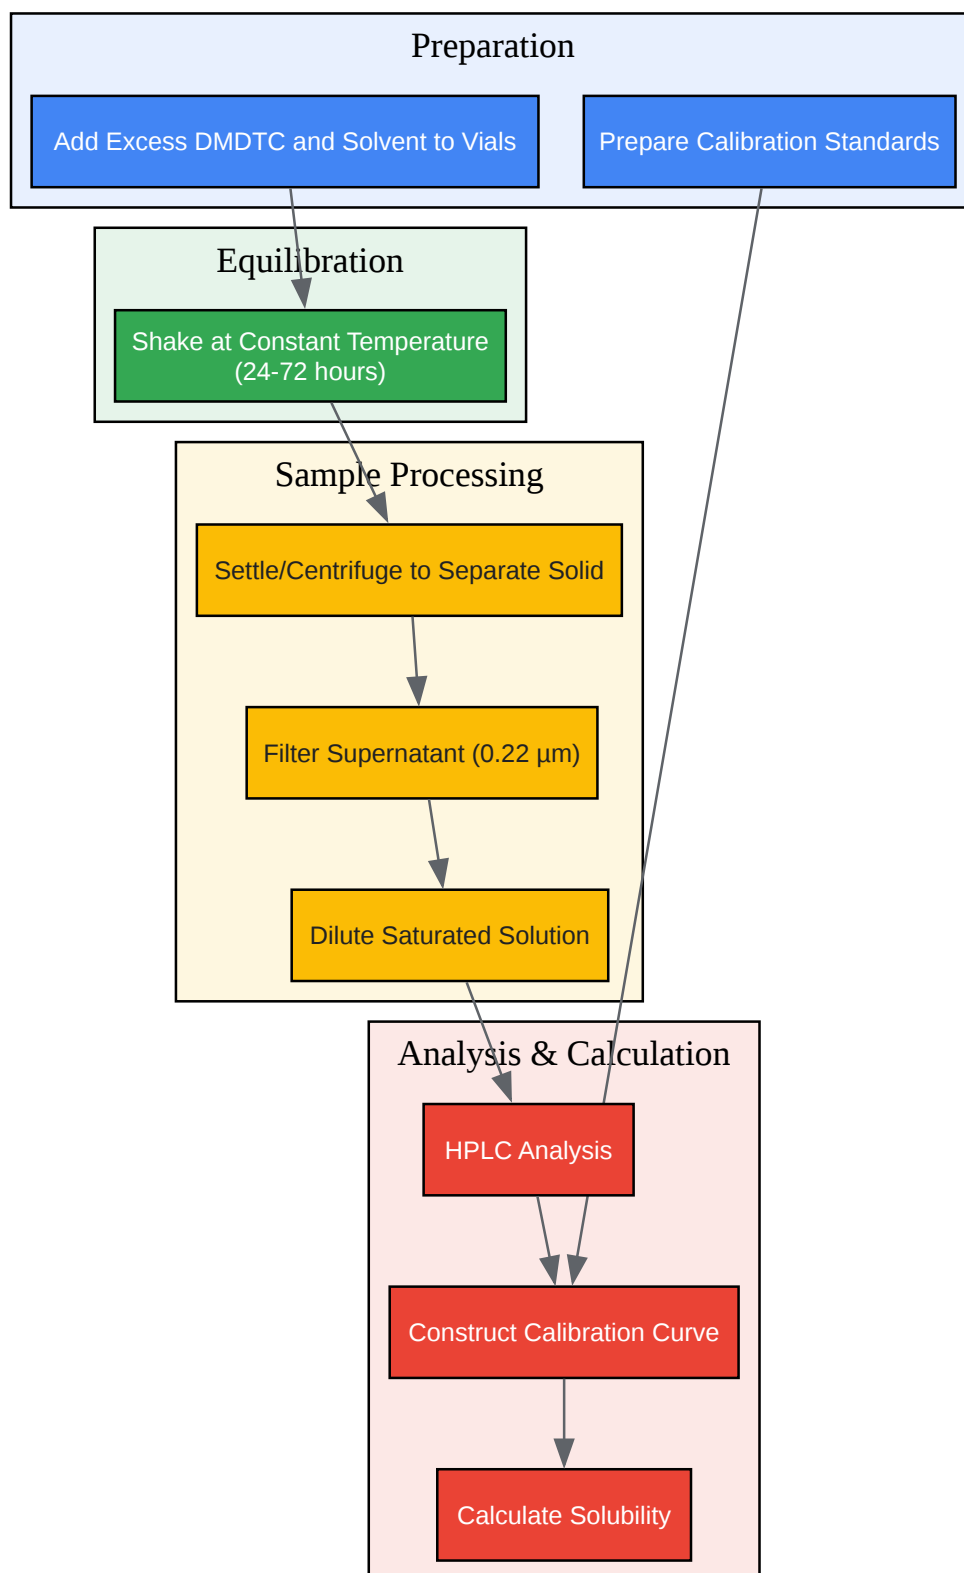 Preparation
Add Excess DMDTC and Solvent to Vials
Prepare Calibration Standards
Equilibration
Shake at Constant Temperature
(24-72 hours)
Sample Processing
Settle/Centrifuge to Separate Solid
Filter Supernatant (0.22 µm)
Dilute Saturated Solution
Analysis & Calculation
HPLC Analysis
Construct Calibration Curve
Calculate Solubility